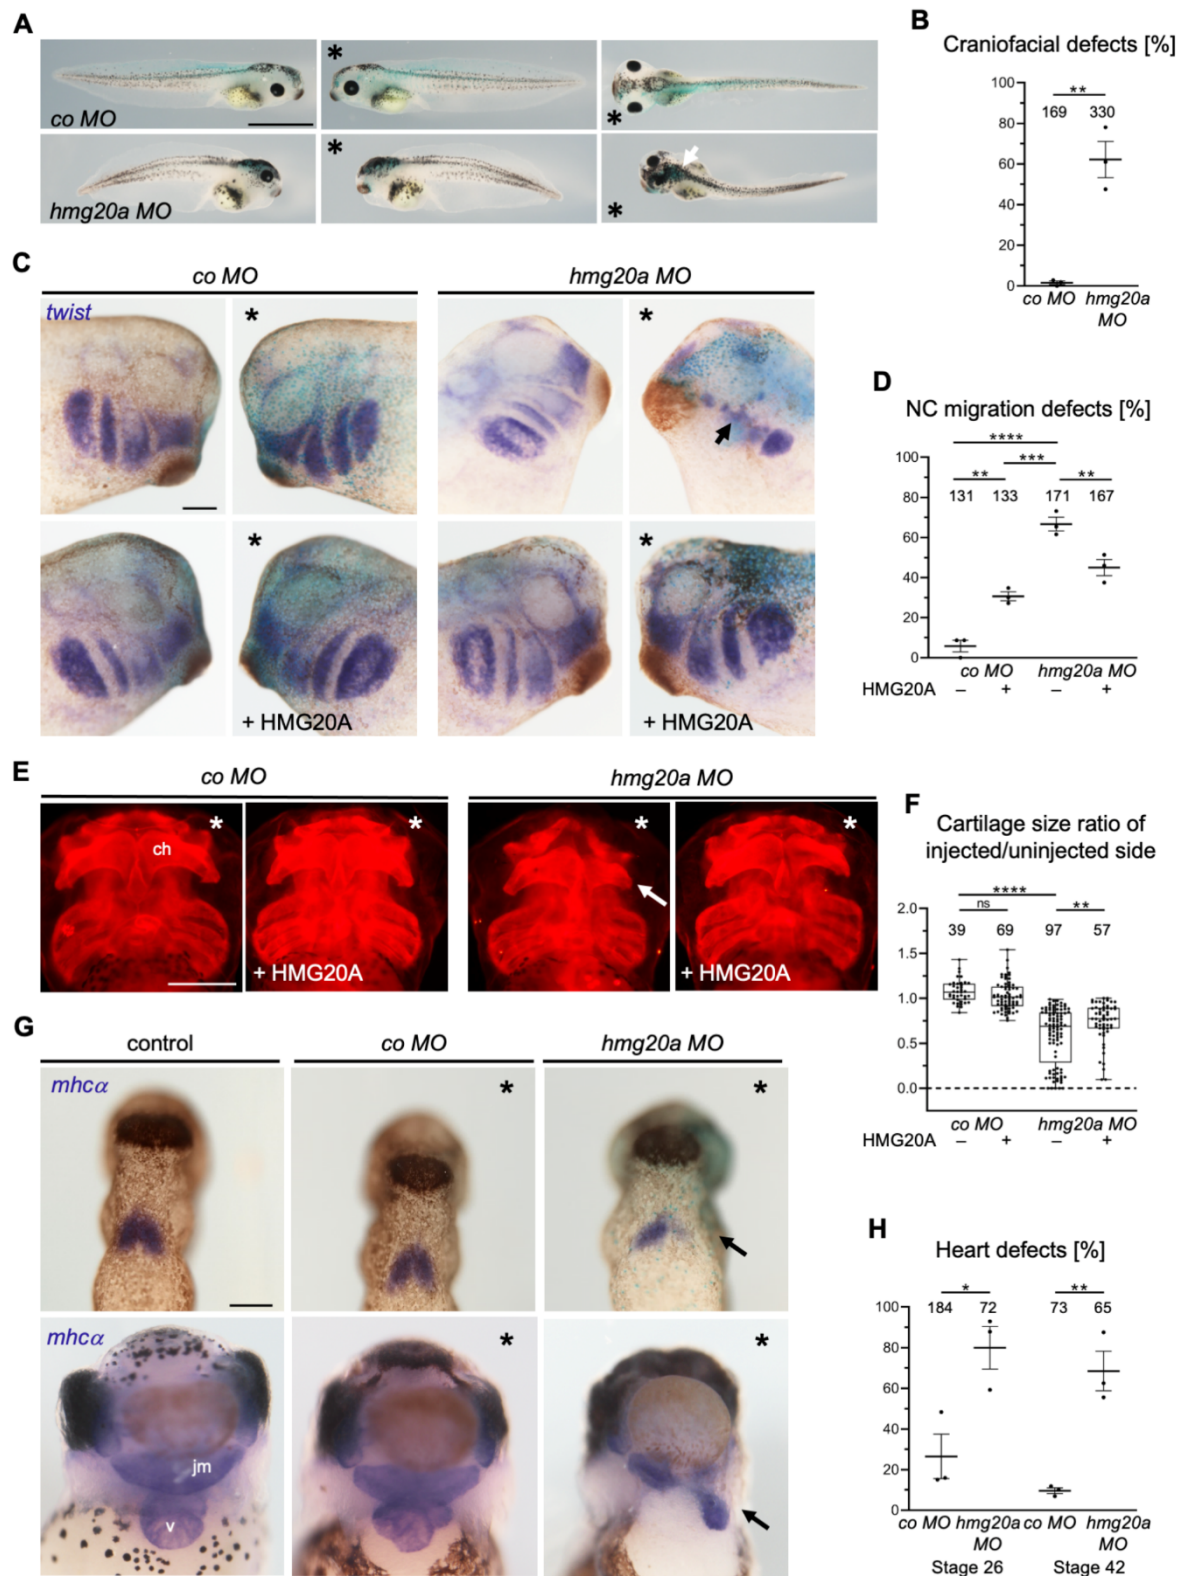 A
*
co MO
*
*
hmg20a MO
*
B
Craniofacial defects [%]
100
80
60
40
20
0
**
169 330
co MO hmg20a
MO
C
co MO
hmg20a MO
twist
*
*
*
+ HMG20A
*
+ HMG20A
D
NC migration defects [%]
****
***
** **
131 133 171 167
100
80
60
40
20
0
co MO hmg20a MO
HMG20A – + – +
E
co MO
hmg20a MO
ch
*
*
+ HMG20A
*
*
+ HMG20A
F
Cartilage size ratio of
injected/uninjected side
****
ns **
39 69 97 57
2.0
1.5
1.0
0.5
0.0
co MO hmg20a MO
HMG20A – + – +
G
control
co MO
hmg20a MO
mhcα
*
*
mhcα
jm
v
*
*
H
Heart defects [%]
* **
184 72 73 65
100
80
60
40
20
0
co MO hmg20a co MO hmg20a
MO MO
Stage 26 Stage 42